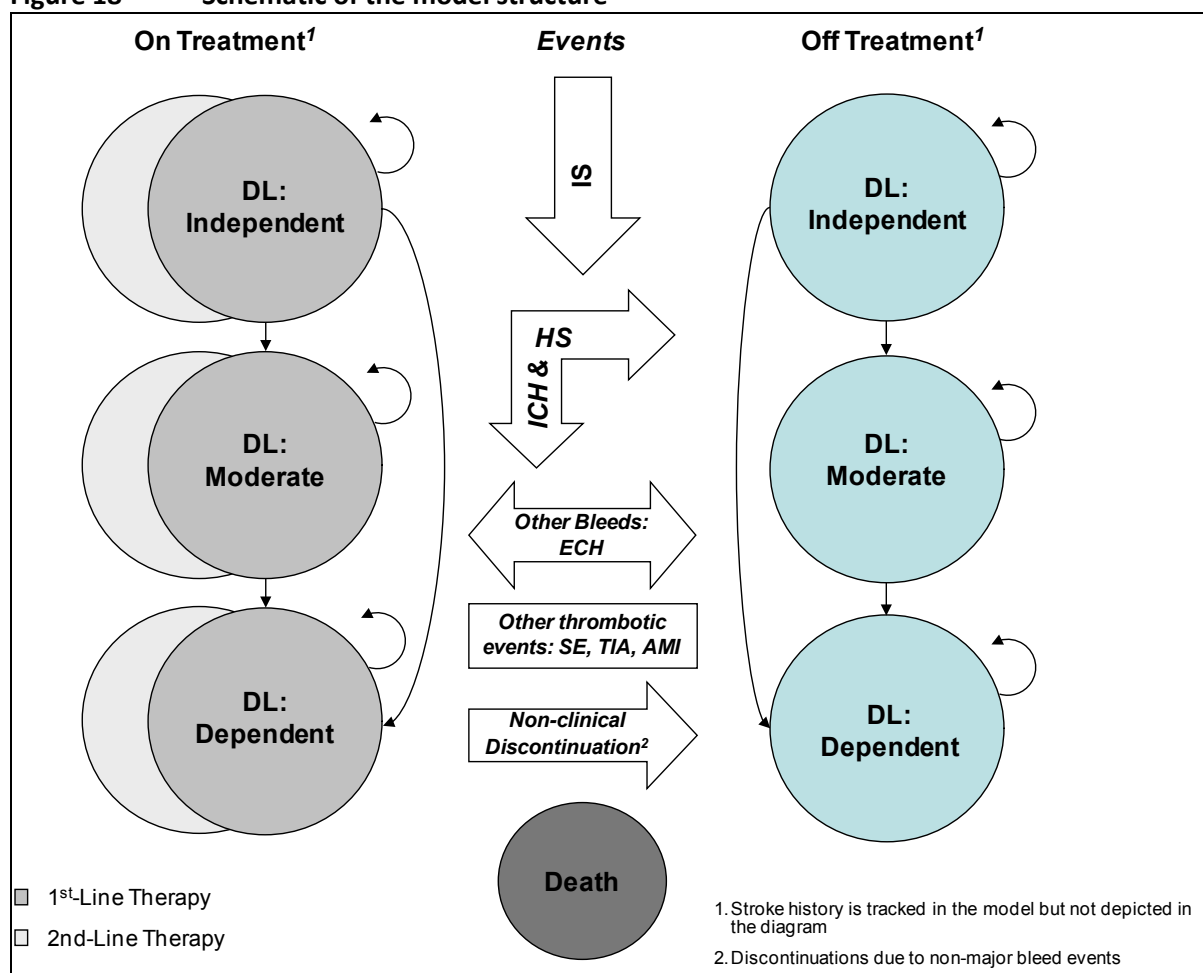 Figure 18 Schematic of the model structure
On Treatment1
Events
Off Treatment1
DL:
Independent
IS
DL:
Independent
HS
ICH &
DL:
Moderate
DL:
Moderate
Other Bleeds:
ECH
Other thrombotic
events: SE, TIA, AMI
DL:
Dependent
Non-clinical
Discontinuation2
DL:
Dependent
Death
1st-Line Therapy
2nd-Line Therapy
1. Stroke history is tracked in the model but not depicted in
the diagram
2. Discontinuations due to non-major bleed events